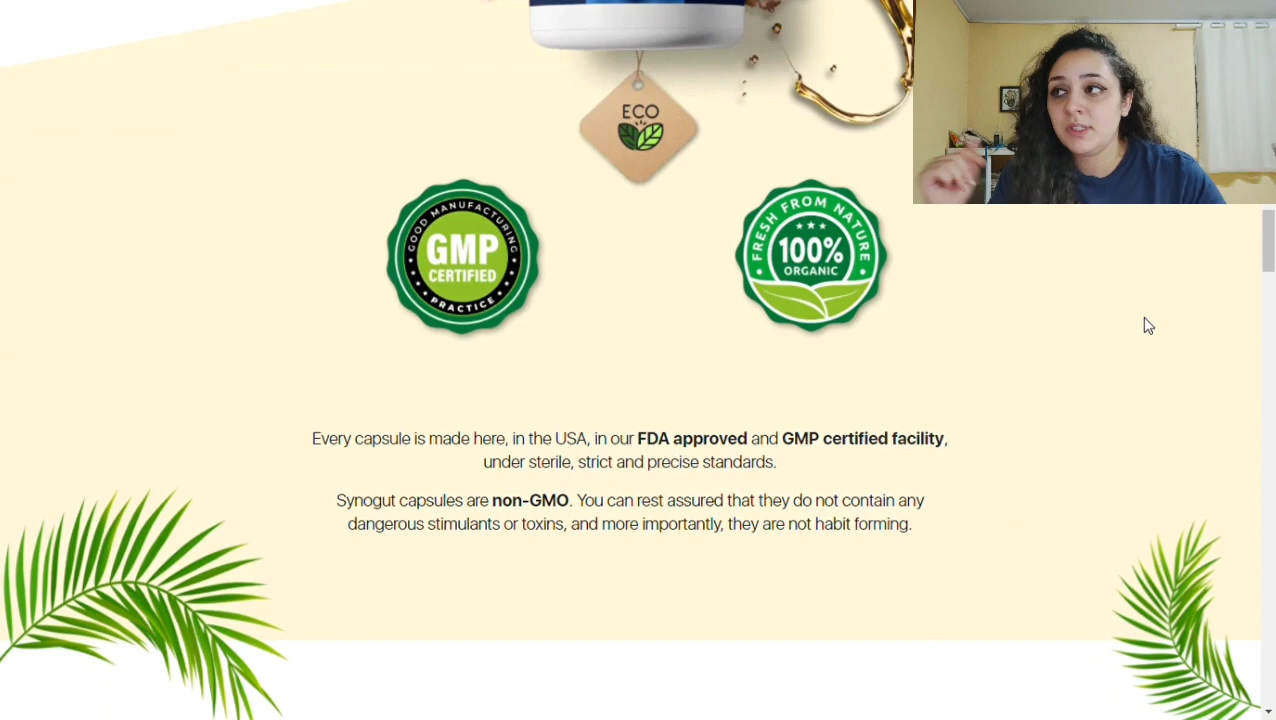 ECO
GOOD MANUFACTURING
GMP
CERTIFIED
PRACTICE
FRESH FROM NATURE
100%
ORGANIC
Every capsule is made here, in the USA, in our FDA approved and GMP certified facility,
under sterile, strict and precise standards.
Synogut capsules are non-GMO. You can rest assured that they do not contain any
dangerous stimulants or toxins, and more importantly, they are not habit forming.